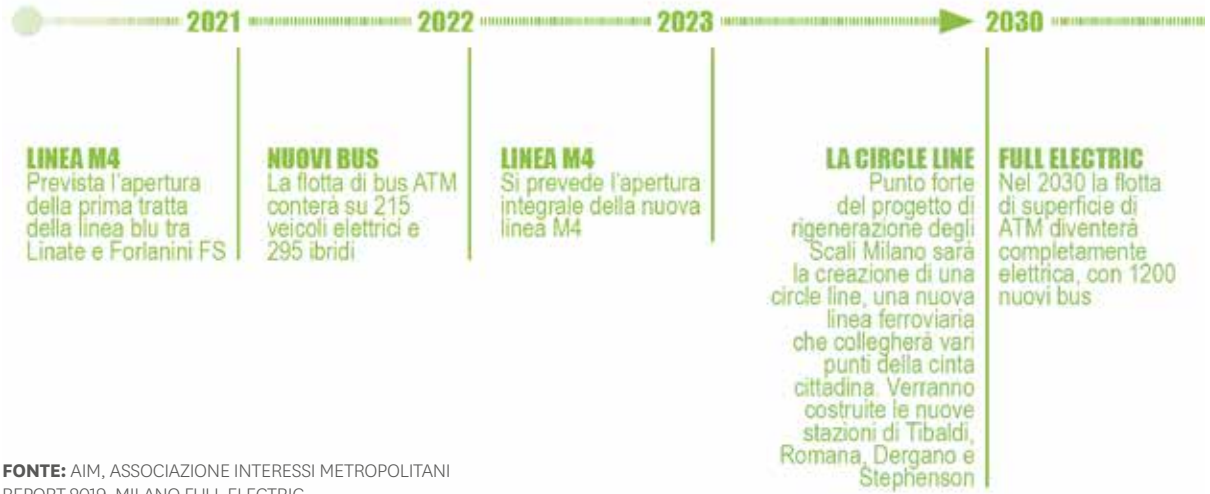 2021
2022
2023
2030
LINEA M4
Prevista l'apertura
della prima tratta
della linea blu tra
Linate e Forlanini FS
NUOVI BUS
La flotta di bus ATM
conterà su 215
veicoli elettrici e
295 ibridi
LINEA M4
Si prevede l'apertura
integrale della nuova
linea M4
LA CIRCLE LINE
Punto forte
del progetto di
rigenerazione degli
Scali Milano sarà
la creazione di una
circle line, una nuova
linea ferroviaria
che collegherà vari
punti della cinta
cittadina. Verranno
costruite le nuove
stazioni di Tibaldi,
Romana, Dergano e
Stephenson
FULL ELECTRIC
Nel 2030 la flotta
di superficie di
ATM diventerà
completamente
elettrica, con 1200
nuovi bus
FONTE: AIM, ASSOCIAZIONE INTERESSI METROPOLITANI
REPORT 2019, MILANO FULL ELECTRIC